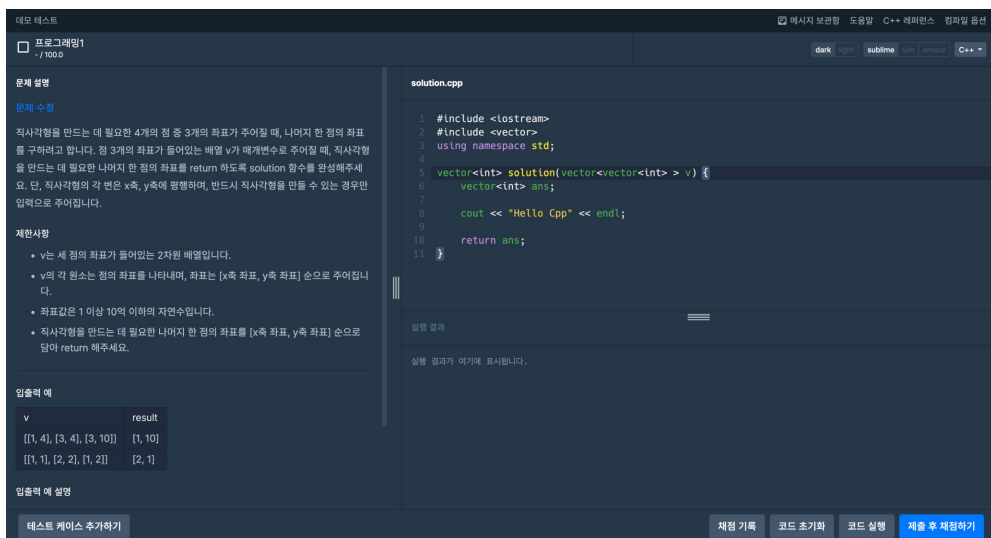 데모 테스트
메시지 보관함 도움말 C++ 레퍼런스 컴파일 옵션
프로그래밍1
- / 100.0
dark light sublime vim emacs C++
문제 설명
문제 수정
직사각형을 만드는 데 필요한 4개의 점 중 3개의 좌표가 주어질 때, 나머지 한 점의 좌표
를 구하려고 합니다. 점 3개의 좌표가 들어있는 배열 v가 매개변수로 주어질 때, 직사각형
을 만드는 데 필요한 나머지 한 점의 좌표를 return 하도록 solution 함수를 완성해주세
요. 단, 직사각형의 각 변은 x축, y축에 평행하며, 반드시 직사각형을 만들 수 있는 경우만
입력으로 주어집니다.
제한사항
• v는 세 점의 좌표가 들어있는 2차원 배열입니다.
• v의 각 원소는 점의 좌표를 나타내며, 좌표는 [x축 좌표, y축 좌표] 순으로 주어집니
다.
• 좌표값은 1 이상 10억 이하의 자연수입니다.
• 직사각형을 만드는 데 필요한 나머지 한 점의 좌표를 [x축 좌표, y축 좌표] 순으로
담아 return 해주세요.
입출력 예
v result
[[1, 4], [3, 4], [3, 10]] [1, 10]
[[1, 1], [2, 2], [1, 2]] [2, 1]
입출력 예 설명
solution.cpp
1 #include <iostream>
2 #include <vector>
3 using namespace std;
4
5 vector<int> solution(vector<vector<int> > v) {
6 vector<int> ans;
7
8 cout << "Hello Cpp" << endl;
9
10 return ans;
11 }
실행 결과
실행 결과가 여기에 표시됩니다.
테스트 케이스 추가하기
채점 기록 코드 초기화 코드 실행 제출 후 채점하기